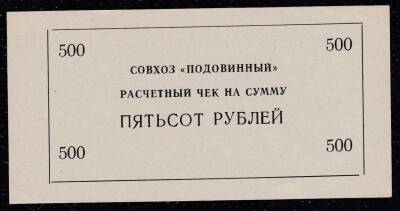 500 500
СОВХОЗ «ПОДОВИННЫЙ»
РАСЧЕТНЫЙ ЧЕК НА СУММУ
ПЯТЬСОТ РУБЛЕЙ
500 500